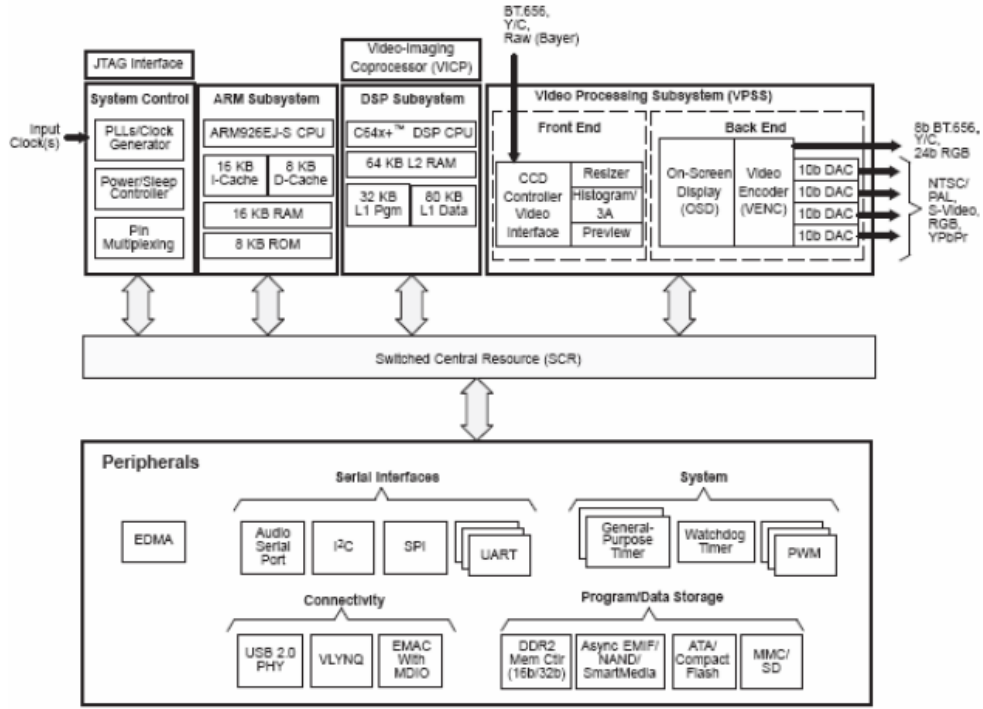 BT.656,
Y/C,
Raw (Bayer)
JTAG Interface
Video-Imaging
Coprocessor (VICP)
System Control
ARM Subsystem
DSP Subsystem
Video Processing Subsystem (VPSS)
Input
Clock(s)
PLLs/Clock
Generator
Power/Sleep
Controller
Pin
Multiplexing
ARM926EJ-S CPU
16 KB
I-Cache
8 KB
D-Cache
16 KB RAM
8 KB ROM
C64x+™ DSP CPU
64 KB L2 RAM
32 KB
L1 Pgm
80 KB
L1 Data
Front End
CCD
Controller
Video
Interface
Resizer
Histogram/
3A
Preview
Back End
On-Screen
Display
(OSD)
Video
Encoder
(VENC)
10b DAC
10b DAC
10b DAC
10b DAC
8b BT.656,
Y/C,
24b RGB
NTSC/
PAL,
S-Video,
RGB,
YPbPr
Switched Central Resource (SCR)
Peripherals
EDMA
Serial Interfaces
Audio
Serial
Port
I²C
SPI
UART
System
General-
Purpose
Timer
Watchdog
Timer
PWM
Connectivity
USB 2.0
PHY
VLYNQ
EMAC
With
MDIO
Program/Data Storage
DDR2
Mem Ctlr
(16b/32b)
Async EMIF/
NAND/
SmartMedia
ATA/
Compact
Flash
MMC/
SD